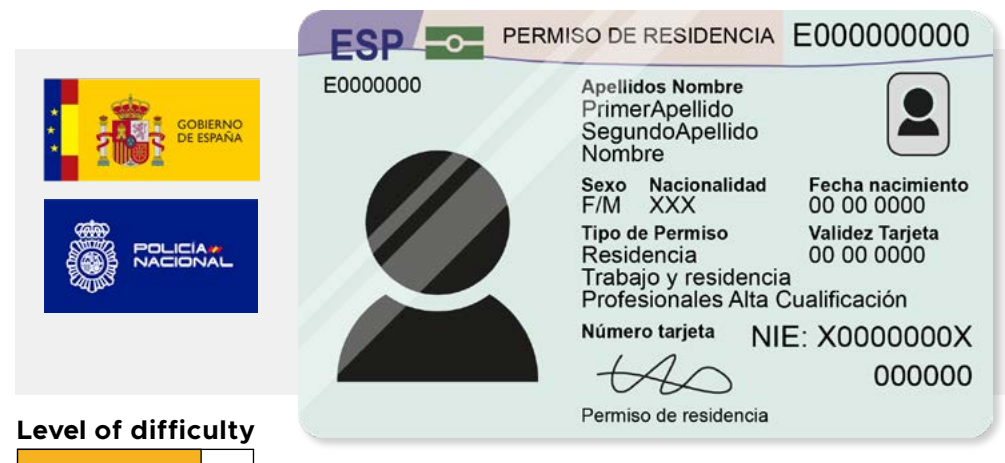 GOBIERNO
DE ESPAÑA
POLICÍA
NACIONAL
ESP
PERMISO DE RESIDENCIA
E000000000
E0000000
Apellidos Nombre
PrimerApellido
SegundoApellido
Nombre
Sexo Nacionalidad Fecha nacimiento
F/M XXX 00 00 0000
Tipo de Permiso Validez Tarjeta
Residencia 00 00 0000
Trabajo y residencia
Profesionales Alta Cualificación
Número tarjeta NIE: X0000000X
000000
Permiso de residencia
Level of difficulty